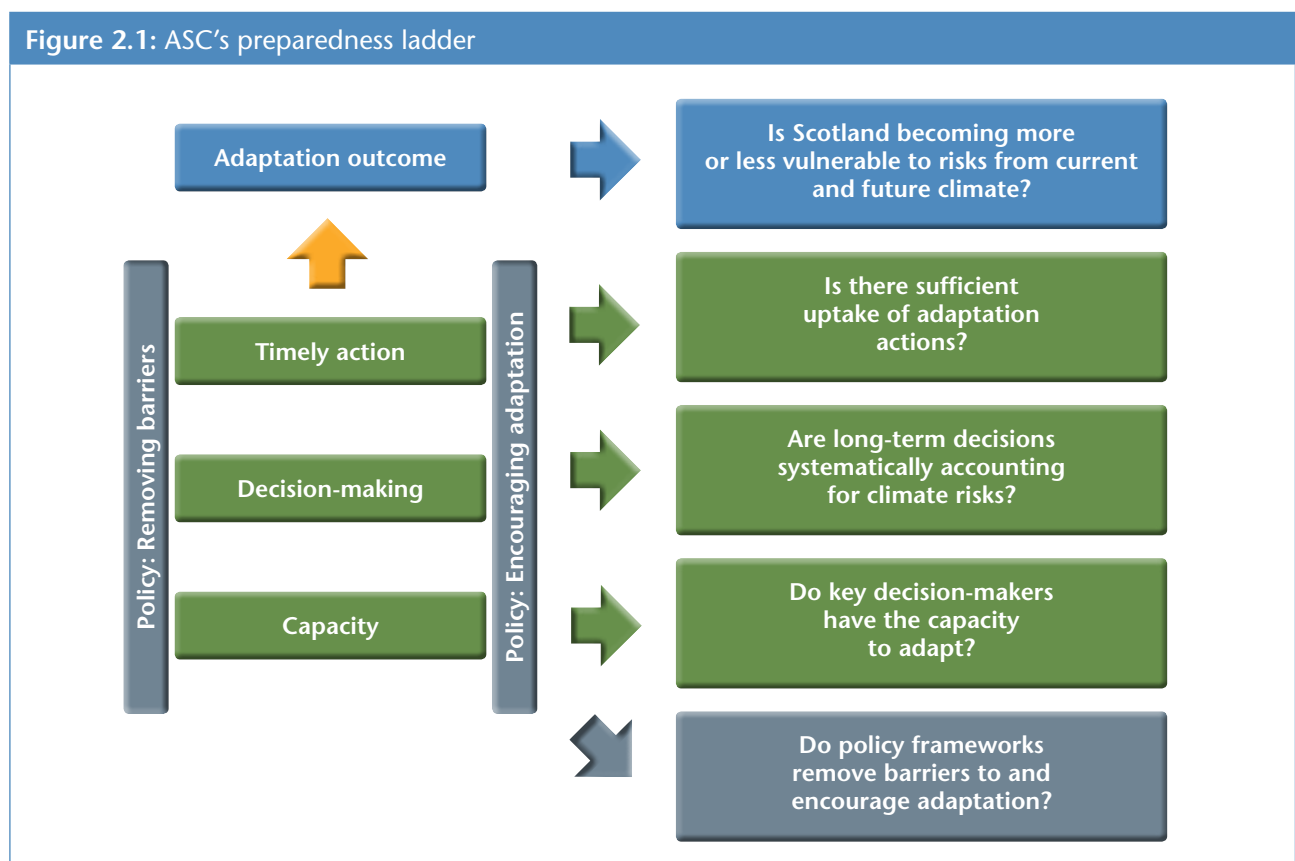 Figure 2.1: ASC's preparedness ladder
Adaptation outcome
Is Scotland becoming more
or less vulnerable to risks from current
and future climate?
Policy: Removing barriers
Policy: Encouraging adaptation
Timely action
Is there sufficient
uptake of adaptation
actions?
Decision-making
Are long-term decisions
systematically accounting
for climate risks?
Capacity
Do key decision-makers
have the capacity
to adapt?
Do policy frameworks
remove barriers to and
encourage adaptation?